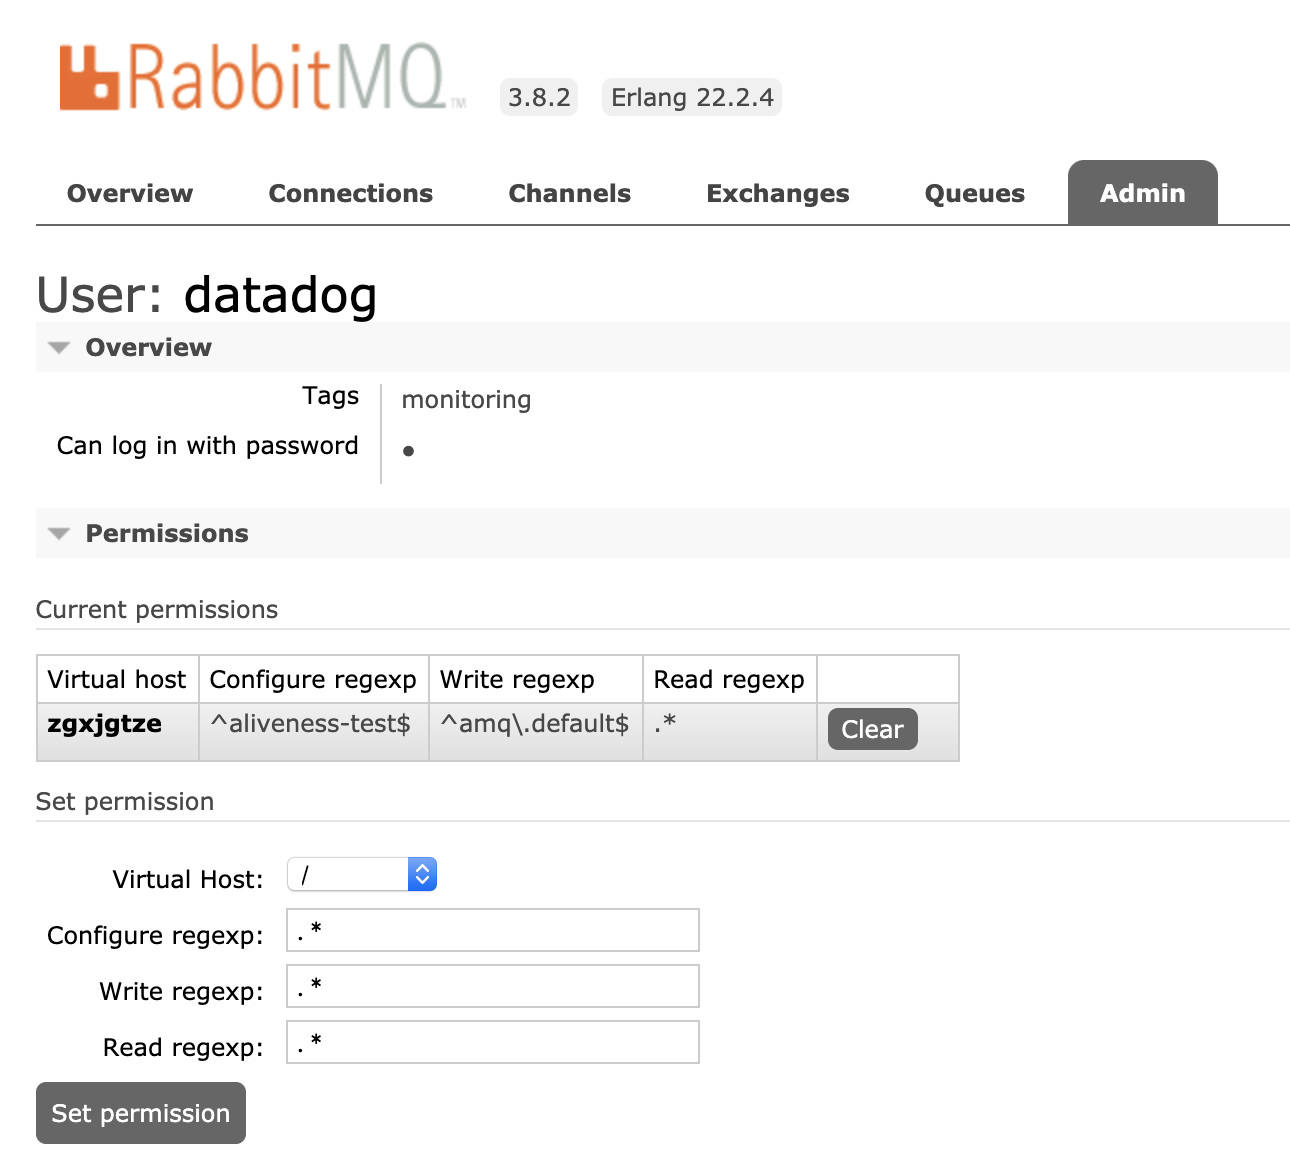 RabbitMQ™ 3.8.2 Erlang 22.2.4
Overview Connections Channels Exchanges Queues Admin
User: datadog
Overview
Tags monitoring
Can log in with password •
Permissions
Current permissions
Virtual host Configure regexp Write regexp Read regexp
zgxjgtze ^aliveness-test$ ^amq\.default$ .* Clear
Set permission
Virtual Host: /
Configure regexp: .*
Write regexp: .*
Read regexp: .*
Set permission